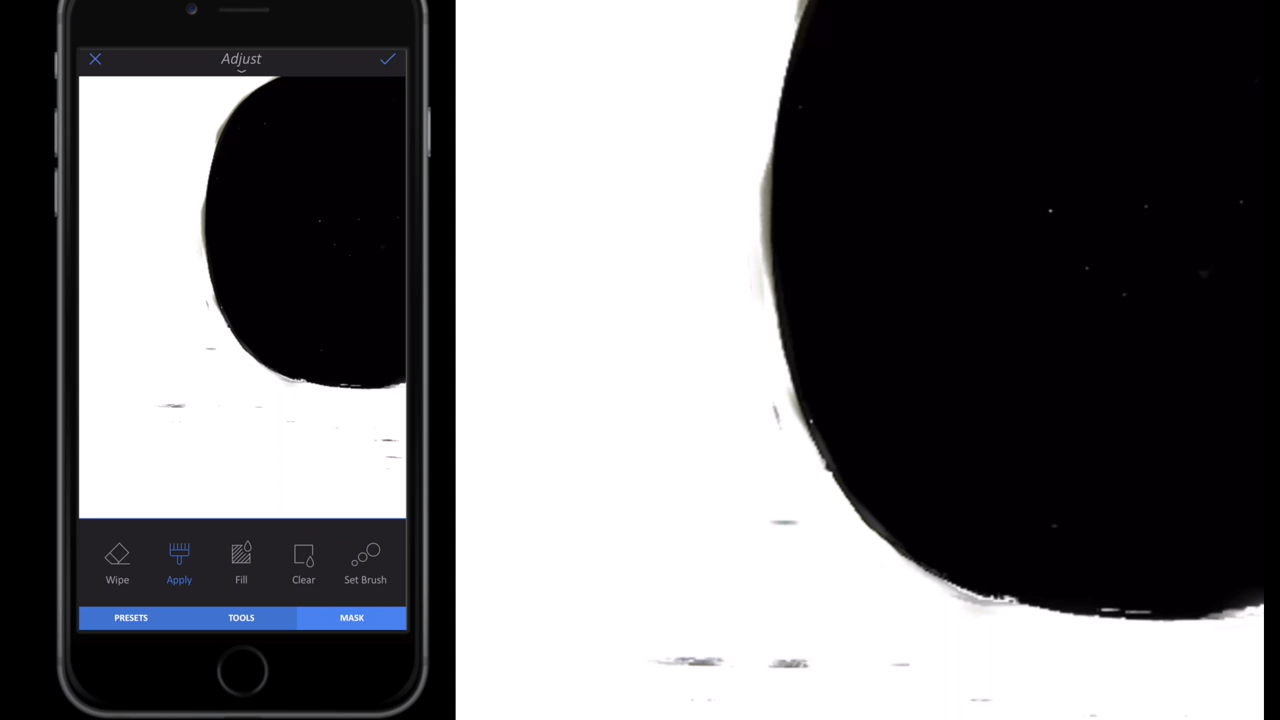 Adjust
Wipe
Apply
Fill
Clear
Set Brush
PRESETS
TOOLS
MASK